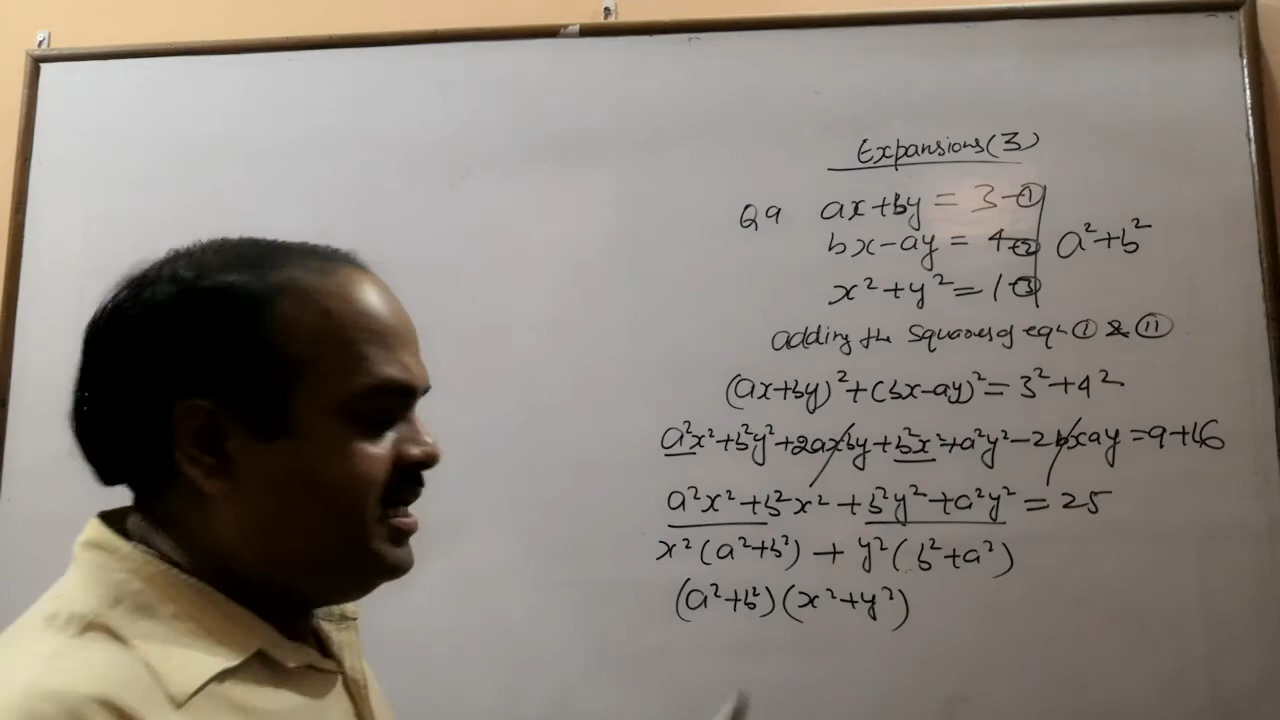 Expansions(3)
Q9 ax+by = 3-①
bx-ay = 4-② a²+b²
x²+y²=1-③
adding the squares of eqn ① & ⑪
(ax+by)²+(bx-ay)²=3²+4²
a²x²+b²y²+2axby+b²x²+a²y²-2bxay=9+16
a²x²+b²x²+b²y²+a²y²=25
x²(a²+b²)+y²(b²+a²)
(a²+b²)(x²+y²)